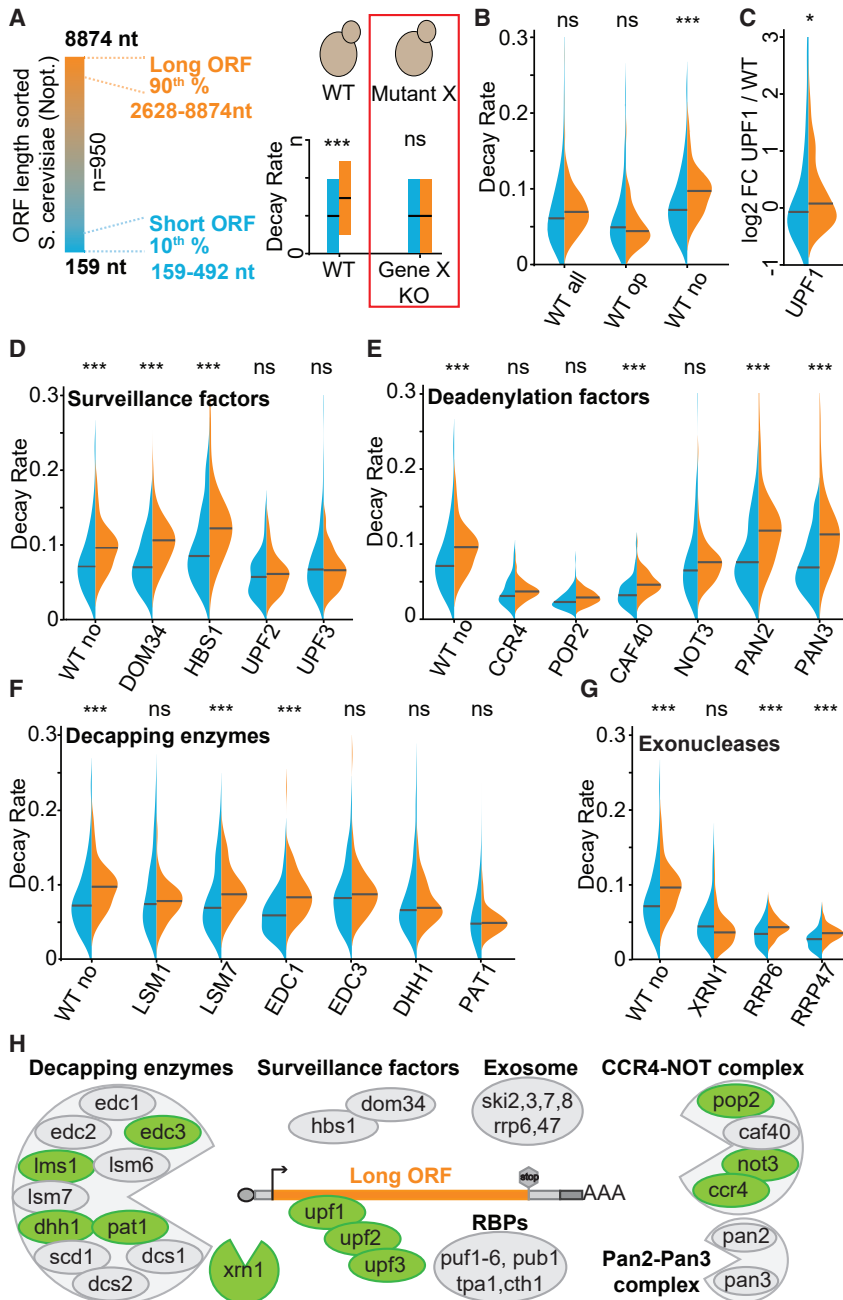 A
8874 nt
ORF length sorted
S. cerevisiae (Nopt.)
n=950
Long ORF
90th %
2628-8874nt
Short ORF
10th %
159-492 nt
159 nt
WT
Mutant X
Decay Rate
n
0
***
ns
WT
Gene X
KO
B
ns
ns
***
Decay Rate
0.3
0.2
0.1
0
WT all
WT op
WT no
C
*
log2 FC UPF1 / WT
3
2
1
0
-1
UPF1
D
***
***
***
ns
ns
Surveillance factors
Decay Rate
0.3
0.2
0.1
0
WT no
DOM34
HBS1
UPF2
UPF3
E
***
ns
ns
***
ns
***
***
Deadenylation factors
Decay Rate
0.3
0.2
0.1
0
WT no
CCR4
POP2
CAF40
NOT3
PAN2
PAN3
F
***
ns
***
***
ns
ns
ns
Decapping enzymes
Decay Rate
0.3
0.2
0.1
0
WT no
LSM1
LSM7
EDC1
EDC3
DHH1
PAT1
G
***
ns
***
***
Exonucleases
Decay Rate
0.3
0.2
0.1
0
WT no
XRN1
RRP6
RRP47
H
Decapping enzymes
edc1
edc2
edc3
lms1
lsm6
lsm7
dhh1
pat1
scd1
dcs1
dcs2
xrn1
Surveillance factors
hbs1
dom34
Exosome
ski2,3,7,8
rrp6,47
Long ORF
stop
AAA
upf1
upf2
upf3
RBPs
puf1-6, pub1
tpa1,cth1
CCR4-NOT complex
pop2
caf40
not3
ccr4
Pan2-Pan3
complex
pan2
pan3